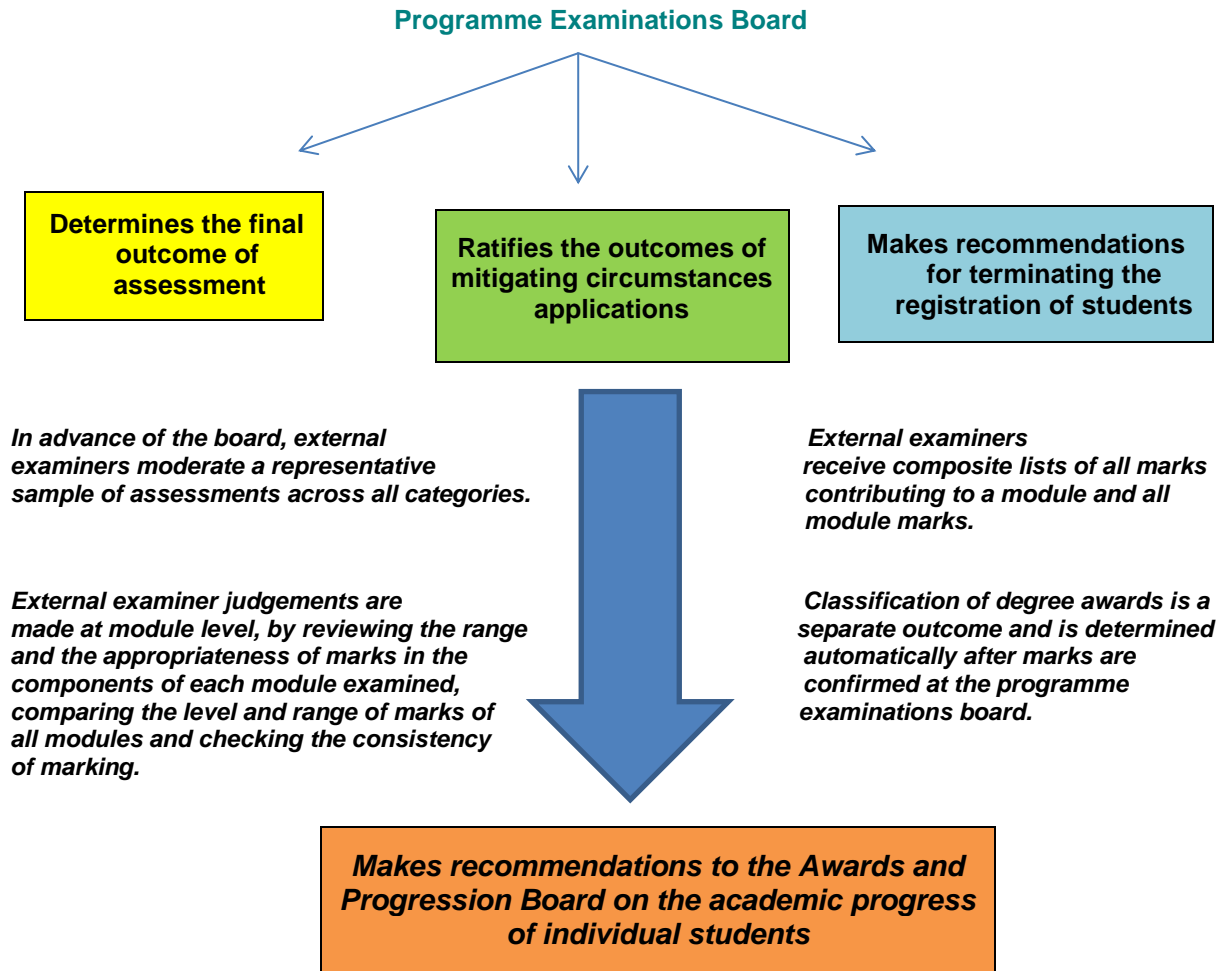 Programme Examinations Board
Determines the final
outcome of
assessment
Ratifies the outcomes of
mitigating circumstances
applications
Makes recommendations
for terminating the
registration of students
In advance of the board, external
examiners moderate a representative
sample of assessments across all categories.
External examiners
receive composite lists of all marks
contributing to a module and all
module marks.
External examiner judgements are
made at module level, by reviewing the range
and the appropriateness of marks in the
components of each module examined,
comparing the level and range of marks of
all modules and checking the consistency
of marking.
Classification of degree awards is a
separate outcome and is determined
automatically after marks are
confirmed at the programme
examinations board.
Makes recommendations to the Awards and
Progression Board on the academic progress
of individual students